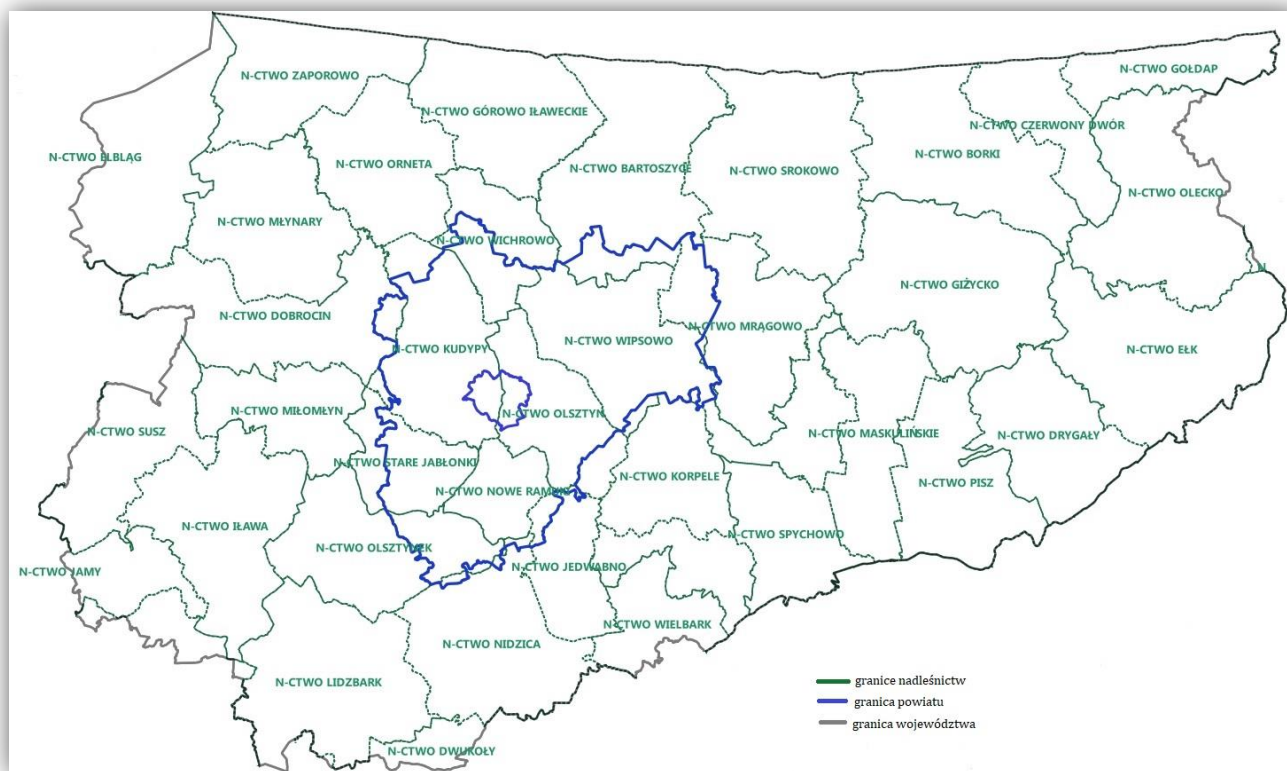 N-CTWO GOŁDAP
N-CTWO ZAPOROWO
N-CTWO GÓROWO IŁAWECKIE
N-CTWO CZERWONY DWÓR
N-CTWO ELBLĄG
N-CTWO ORNETA
N-CTWO BARTOSZYCE
N-CTWO SROKOWO
N-CTWO BORKI
N-CTWO OLECKO
N-CTWO MŁYNARY
N-CTWO WICHROWO
N
N-CTWO GIŻYCKO
N-CTWO DOBROCIN
N-CTWO MRĄGOWO
N-CTWO KUDYPY
N-CTWO WIPSOWO
N-CTWO EŁK
N-CTWO MIŁOMŁYN
N-CTWO OLSZTYN
N-CTWO SUSZ
N-CTWO MASKULIŃSKIE
N-CTWO DRYGAŁY
N-CTWO STARE JABŁONKI
N-CTWO KORPELE
N-CTWO PISZ
N-CTWO NOWE RAMUKI
N-CTWO IŁAWA
N-CTWO SPYCHOWO
N-CTWO OLSZTYNEK
N-CTWO JEDWABNO
N-CTWO JAMY
N-CTWO WIELBARK
N-CTWO NIDZICA
N-CTWO LIDZBARK
N-CTWO DWUKOŁY
granice nadleśnictw
granica powiatu
granica województwa